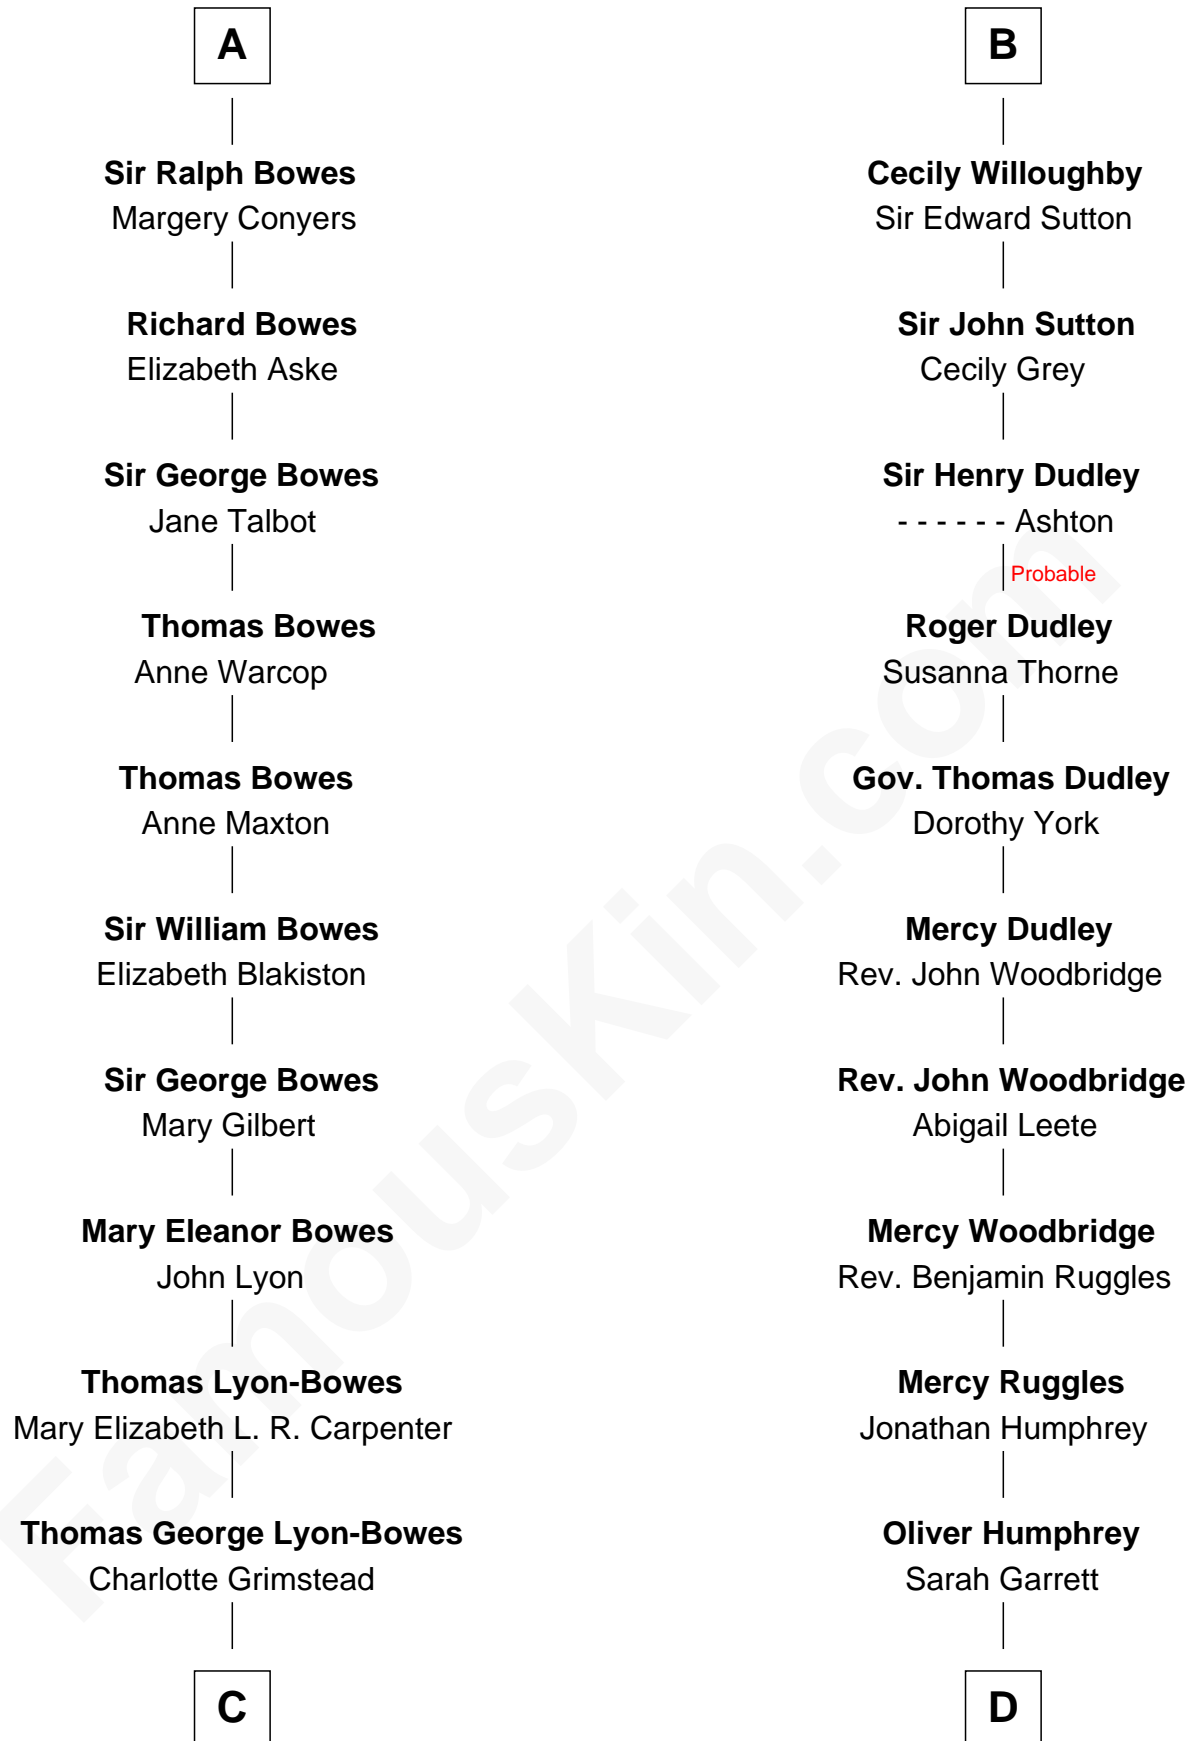 A
Sir Ralph Bowes
Margery Conyers
Richard Bowes
Elizabeth Aske
Sir George Bowes
Jane Talbot
Thomas Bowes
Anne Warcop
Thomas Bowes
Anne Maxton
Sir William Bowes
Elizabeth Blakiston
Sir George Bowes
Mary Gilbert
Mary Eleanor Bowes
John Lyon
Thomas Lyon-Bowes
Mary Elizabeth L. R. Carpenter
Thomas George Lyon-Bowes
Charlotte Grimstead
C
B
Cecily Willoughby
Sir Edward Sutton
Sir John Sutton
Cecily Grey
Sir Henry Dudley
- - - - - - Ashton
Probable
Roger Dudley
Susanna Thorne
Gov. Thomas Dudley
Dorothy York
Mercy Dudley
Rev. John Woodbridge
Rev. John Woodbridge
Abigail Leete
Mercy Woodbridge
Rev. Benjamin Ruggles
Mercy Ruggles
Jonathan Humphrey
Oliver Humphrey
Sarah Garrett
D
FamousKin.com